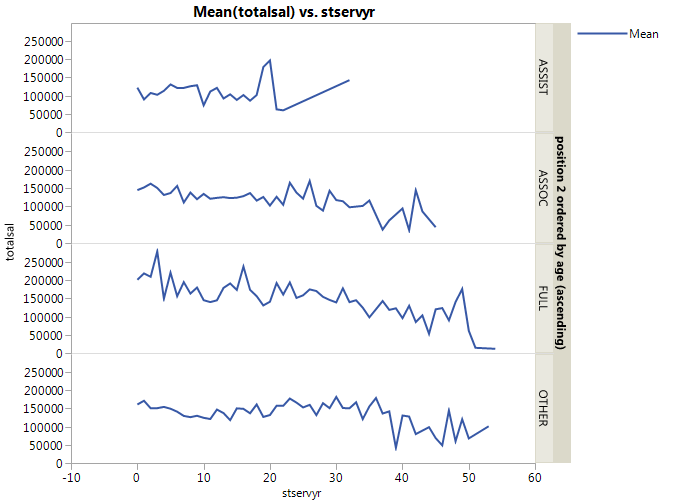 Mean(totalsal) vs. stservyr
Mean
totalsal
250000
200000
150000
100000
50000
0
ASSIST
250000
200000
150000
100000
50000
0
ASSOC
250000
200000
150000
100000
50000
0
FULL
250000
200000
150000
100000
50000
0
OTHER
position 2 ordered by age (ascending)
-10 0 10 20 30 40 50 60
stservyr